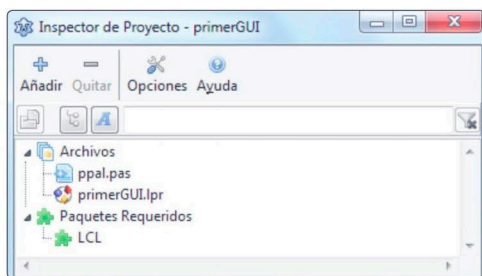 Inspector de Proyecto - primerGUI
Añadir Quitar Opciones Ayuda
Archivos
ppal.pas
primerGUI.lpr
Paquetes Requeridos
LCL